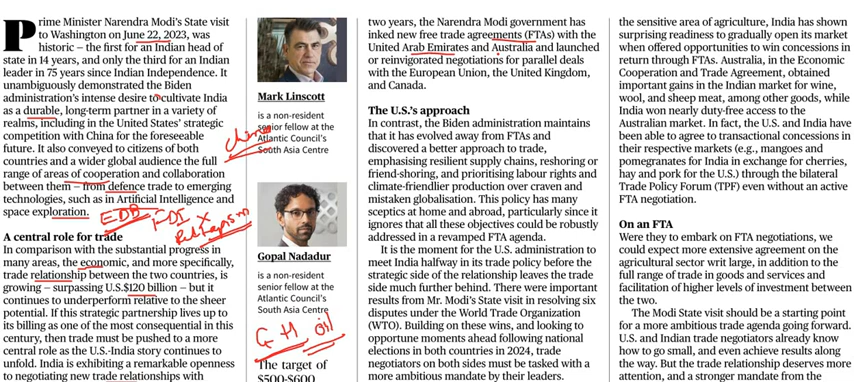 Prime Minister Narendra Modi's State visit
to Washington on June 22, 2023, was
historic – the first for an Indian head of
state in 14 years, and only the third for an Indian
leader in 75 years since Indian Independence. It
unambiguously demonstrated the Biden
administration's intense desire to cultivate India
as a durable, long-term partner in a variety of
realms, including in the United States' strategic
competition with China for the foreseeable
future. It also conveyed to citizens of both
countries and a wider global audience the full
range of areas of cooperation and collaboration
between them – from defence trade to emerging
technologies, such as in Artificial Intelligence and
space exploration.
EDB
FDI X
A central role for trade
In comparison with the substantial progress in
many areas, the economic, and more specifically,
trade relationship between the two countries, is
growing – surpassing U.S.$120 billion – but it
continues to underperform relative to the sheer
potential. If this strategic partnership lives up to
its billing as one of the most consequential in this
century, then trade must be pushed to a more
central role as the U.S.-India story continues to
unfold. India is exhibiting a remarkable openness
to negotiating new trade relations with
Mark Linscott
is a non-resident
senior fellow at the
Atlantic Council's
South Asia Centre
china
Gopal Nadadur
is a non-resident
senior fellow at the
Atlantic Council's
South Asia Centre
GH oil
The target of
$500-$600
two years, the Narendra Modi government has
inked new free trade agreements (FTAs) with the
United Arab Emirates and Australia and launched
or reinvigorated negotiations for parallel deals
with the European Union, the United Kingdom,
and Canada.
The U.S.'s approach
In contrast, the Biden administration maintains
that it has evolved away from FTAs and
discovered a better approach to trade,
emphasising resilient supply chains, reshoring or
friend-shoring, and prioritising labour rights and
climate-friendlier production over craven and
mistaken globalisation. This policy has many
sceptics at home and abroad, particularly since it
ignores that all these objectives could be robustly
addressed in a revamped FTA agenda.
It is the moment for the U.S. administration to
meet India halfway in its trade policy before the
strategic side of the relationship leaves the trade
side much further behind. There were important
results from Mr. Modi's State visit in resolving six
disputes under the World Trade Organization
(WTO). Building on these wins, and looking to
opportune moments ahead following national
elections in both countries in 2024, trade
negotiators on both sides must be tasked with a
more ambitious mandate by their leaders.
the sensitive area of agriculture, India has shown
surprising readiness to gradually open its market
when offered opportunities to win concessions in
return through FTAs. Australia, in the Economic
Cooperation and Trade Agreement, obtained
important gains in the Indian market for wine,
wool, and sheep meat, among other goods, while
India won nearly duty-free access to the
Australian market. In fact, the U.S. and India have
been able to agree to transactional concessions in
their respective markets (e.g., mangoes and
pomegranates for India in exchange for cherries,
hay and pork for the U.S.) through the bilateral
Trade Policy Forum (TPF) even without an active
FTA negotiation.
On an FTA
Were they to embark on FTA negotiations, we
could expect more extensive agreement on the
agricultural sector writ large, in addition to the
full range of trade in goods and services and
facilitation of higher levels of investment between
the two.
The Modi State visit should be a starting point
for a more ambitious trade agenda going forward.
U.S. and Indian trade negotiators already know
how to go small, and even achieve results along
the way. But the trade relationship deserves more
attention, and a stronger mandate from the